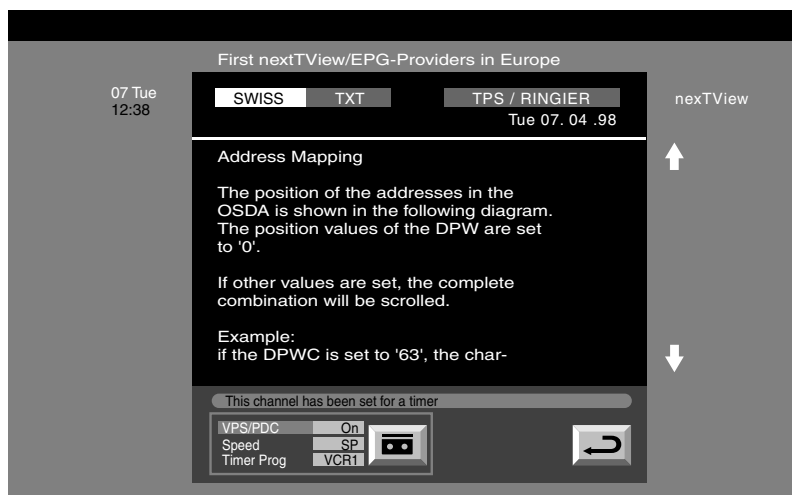 First nextTView/EPG-Providers in Europe
07 Tue
12:38
SWISS TXT TPS / RINGIER
Tue 07. 04 .98
nexTView
Address Mapping
The position of the addresses in the
OSDA is shown in the following diagram.
The position values of the DPW are set
to '0'.
If other values are set, the complete
combination will be scrolled.
Example:
if the DPWC is set to '63', the char-
This channel has been set for a timer
VPS/PDC On
Speed SP
Timer Prog VCR1